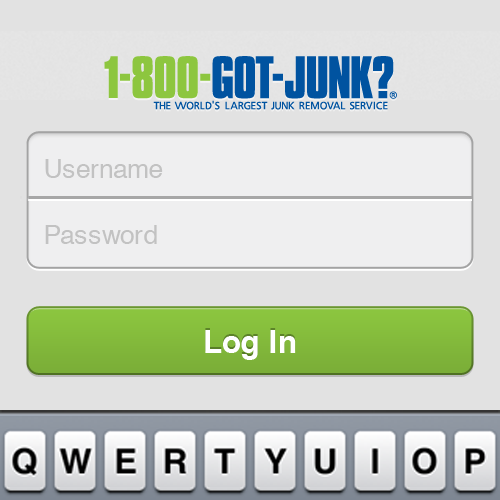 1-800-GOT-JUNK?®
THE WORLD'S LARGEST JUNK REMOVAL SERVICE
Username
Password
Log In
Q W E R T Y U I O P